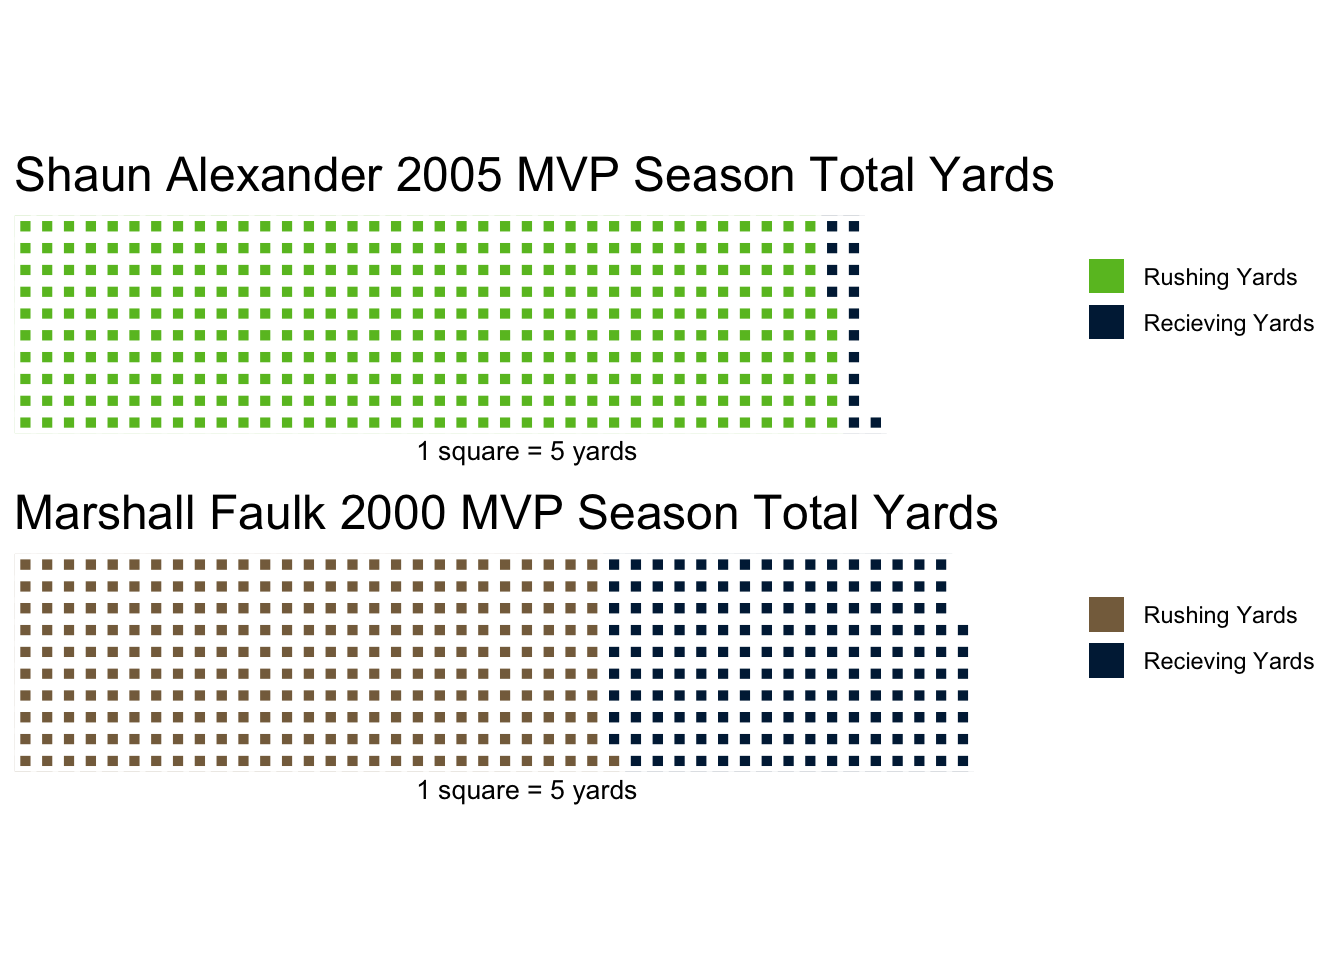 Shaun Alexander 2005 MVP Season Total Yards
Rushing Yards
Recieving Yards
1 square = 5 yards
Marshall Faulk 2000 MVP Season Total Yards
Rushing Yards
Recieving Yards
1 square = 5 yards